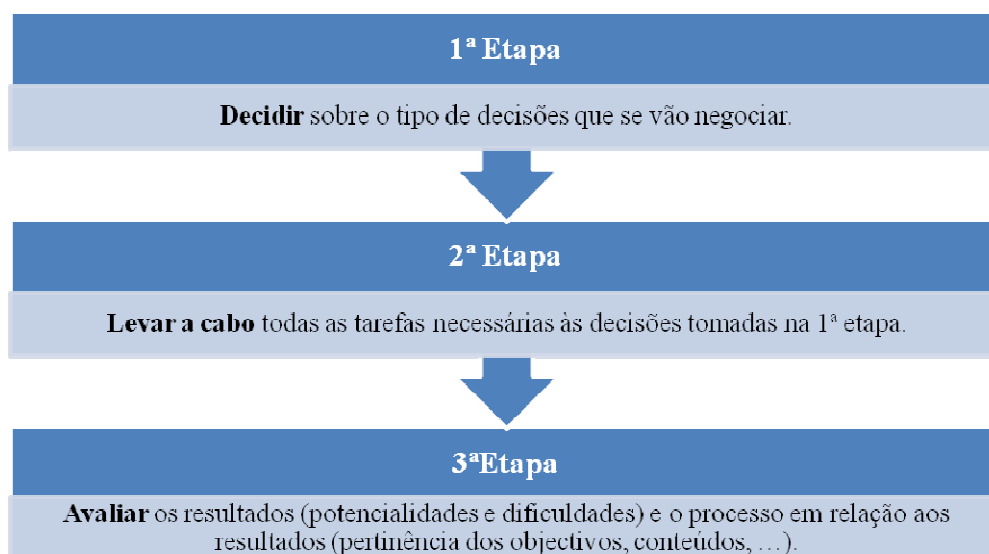 1ª Etapa
Decidir sobre o tipo de decisões que se vão negociar.
2ª Etapa
Levar a cabo todas as tarefas necessárias às decisões tomadas na 1ª etapa.
3ªEtapa
Avaliar os resultados (potencialidades e dificuldades) e o processo em relação aos
resultados (pertinência dos objectivos, conteúdos, …).